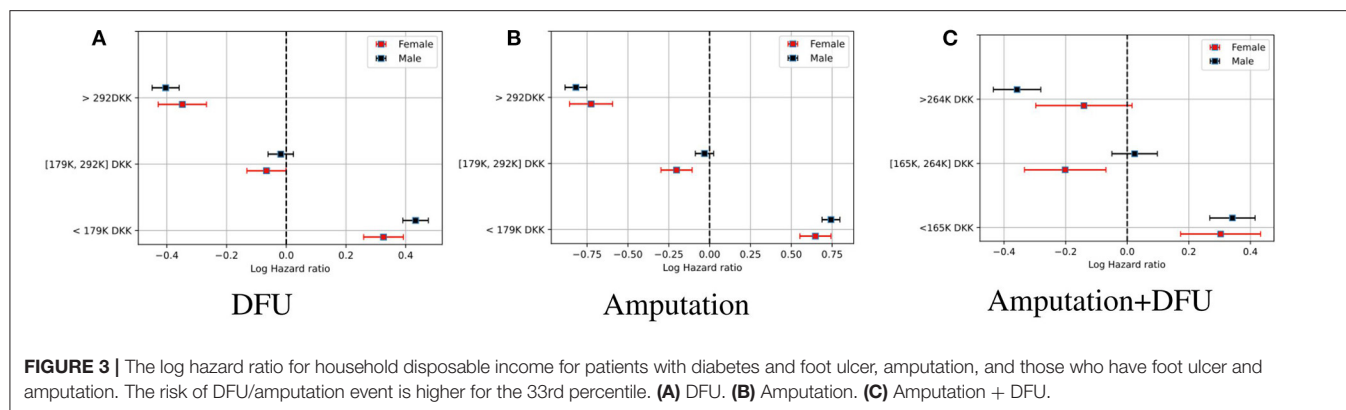 A
Female
Male
> 292DKK
[179K, 292K] DKK
< 179K DKK
−0.4 −0.2 0.0 0.2 0.4
Log Hazard ratio
DFU
B
Female
Male
> 292DKK
[179K, 292K] DKK
< 179K DKK
−0.75 −0.50 −0.25 0.00 0.25 0.50 0.75
Log Hazard ratio
Amputation
C
Female
Male
>264K DKK
[165K, 264K] DKK
<165K DKK
−0.4 −0.2 0.0 0.2 0.4
Log Hazard ratio
Amputation+DFU
FIGURE 3 | The log hazard ratio for household disposable income for patients with diabetes and foot ulcer, amputation, and those who have foot ulcer and
amputation. The risk of DFU/amputation event is higher for the 33rd percentile. (A) DFU. (B) Amputation. (C) Amputation + DFU.